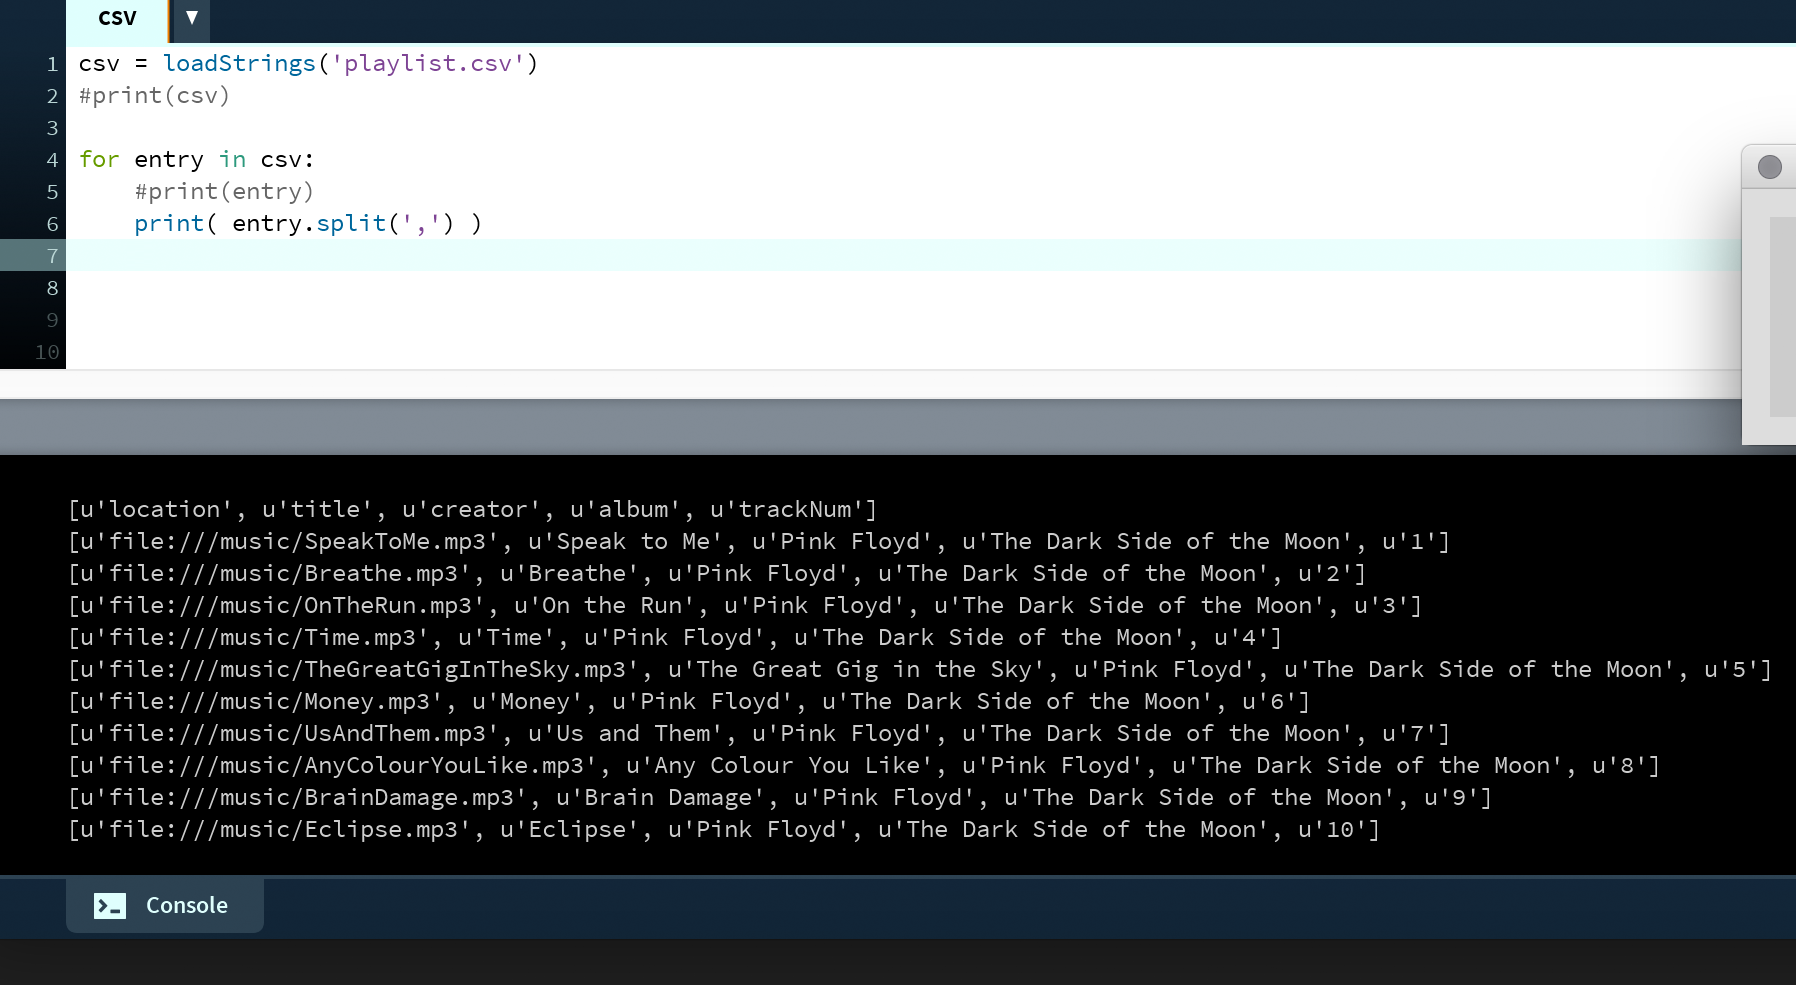 CSV ▼
1 csv = loadStrings('playlist.csv')
2 #print(csv)
3
4 for entry in csv:
5     #print(entry)
6     print( entry.split(',') )
7
8
9
10
[u'location', u'title', u'creator', u'album', u'trackNum']
[u'file:///music/SpeakToMe.mp3', u'Speak to Me', u'Pink Floyd', u'The Dark Side of the Moon', u'1']
[u'file:///music/Breathe.mp3', u'Breathe', u'Pink Floyd', u'The Dark Side of the Moon', u'2']
[u'file:///music/OnTheRun.mp3', u'On the Run', u'Pink Floyd', u'The Dark Side of the Moon', u'3']
[u'file:///music/Time.mp3', u'Time', u'Pink Floyd', u'The Dark Side of the Moon', u'4']
[u'file:///music/TheGreatGigInTheSky.mp3', u'The Great Gig in the Sky', u'Pink Floyd', u'The Dark Side of the Moon', u'5']
[u'file:///music/Money.mp3', u'Money', u'Pink Floyd', u'The Dark Side of the Moon', u'6']
[u'file:///music/UsAndThem.mp3', u'Us and Them', u'Pink Floyd', u'The Dark Side of the Moon', u'7']
[u'file:///music/AnyColourYouLike.mp3', u'Any Colour You Like', u'Pink Floyd', u'The Dark Side of the Moon', u'8']
[u'file:///music/BrainDamage.mp3', u'Brain Damage', u'Pink Floyd', u'The Dark Side of the Moon', u'9']
[u'file:///music/Eclipse.mp3', u'Eclipse', u'Pink Floyd', u'The Dark Side of the Moon', u'10']
Console